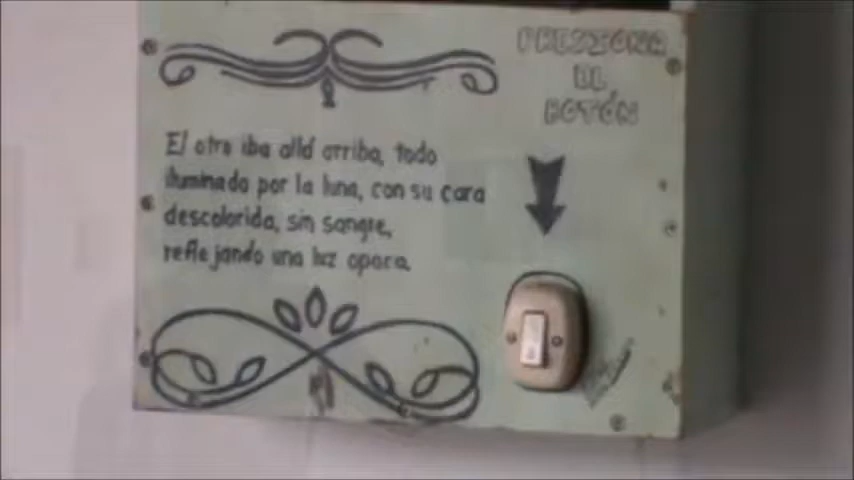 PRESIONA
EL
BOTÓN
El otro iba allá arriba, todo
iluminado por la luna, con su cara
descolorida, sin sangre,
reflejando una luz opaca.